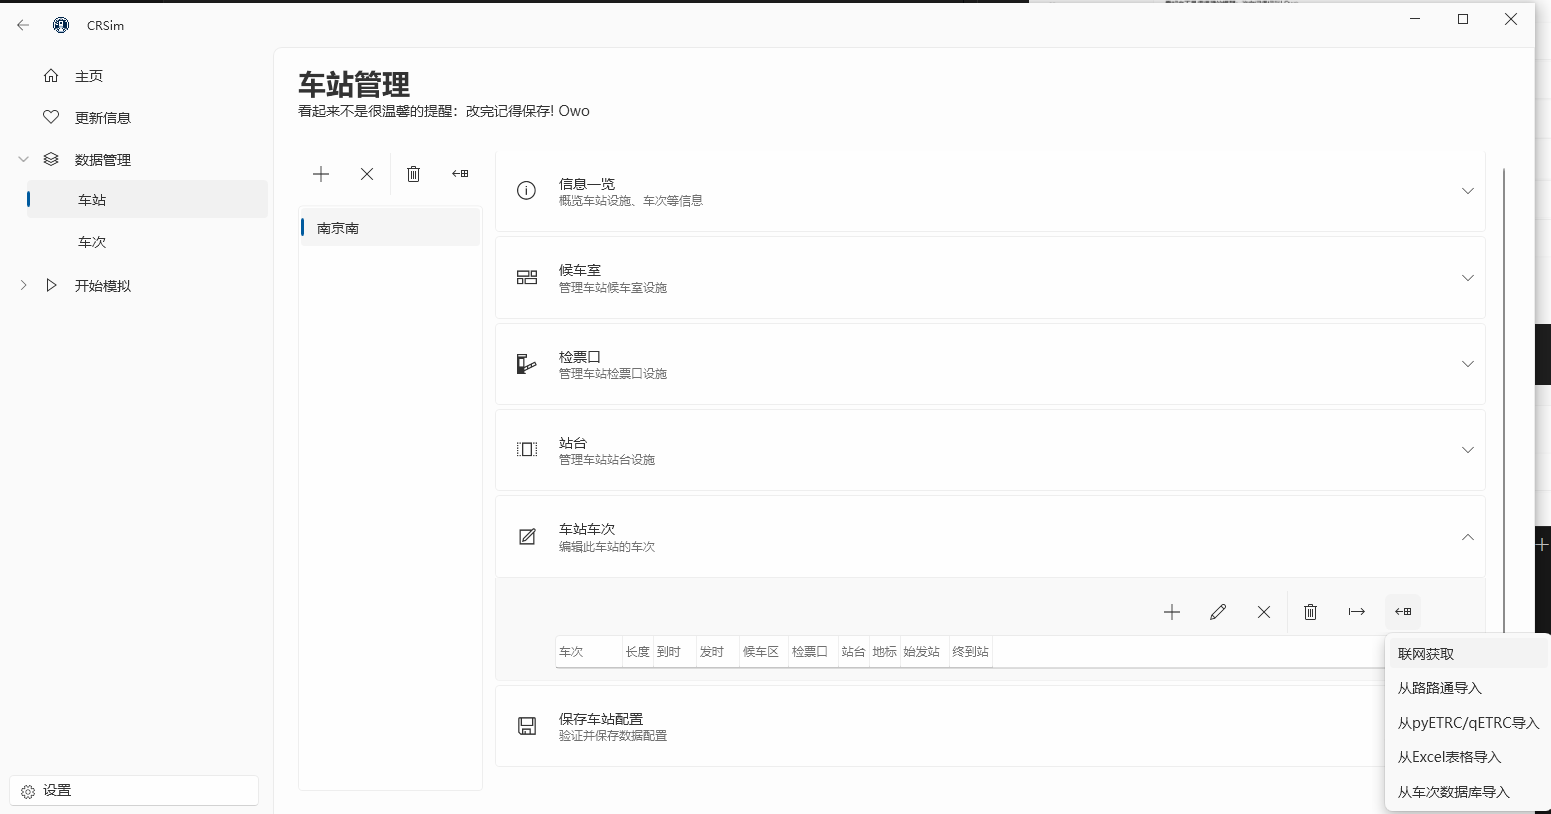 CRSim
主页
更新信息
数据管理
车站
车次
开始模拟
设置
车站管理
看起来不是很温馨的提醒：改完记得保存! Owo
南京南
信息一览
概览车站设施、车次等信息
候车室
管理车站候车室设施
检票口
管理车站检票口设施
站台
管理车站站台设施
车站车次
编辑此车站的车次
车次 长度 到时 发时 候车区 检票口 站台 地标 始发站 终到站
保存车站配置
验证并保存数据配置
联网获取
从路路通导入
从pyETRC/qETRC导入
从Excel表格导入
从车次数据库导入